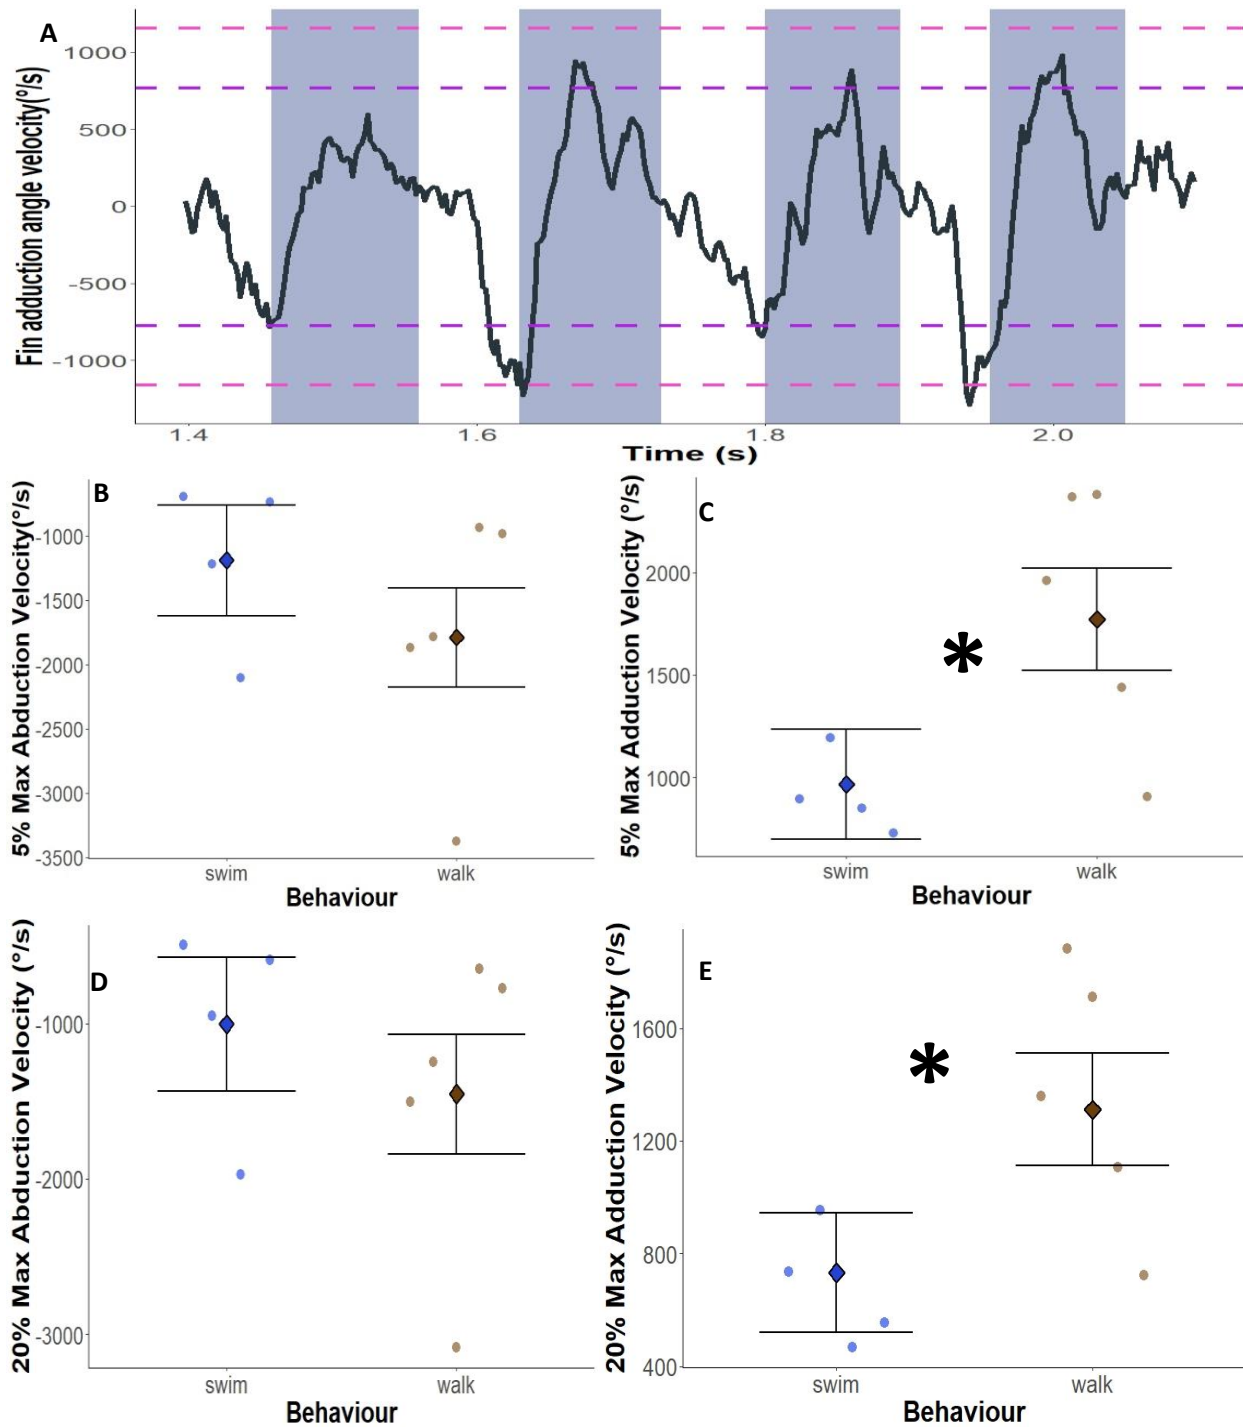 A
Fin adduction angle velocity(°/s)
1000
500
0
-500
-1000
1.4
1.6
1.8
2.0
Time (s)
B
5% Max Abduction Velocity(°/s)
-1000
-1500
-2000
-2500
-3000
-3500
swim
walk
Behaviour
C
5% Max Adduction Velocity (°/s)
2000
1500
1000
*
swim
walk
Behaviour
D
20% Max Abduction Velocity (°/s)
-1000
-2000
-3000
swim
walk
Behaviour
E
20% Max Adduction Velocity (°/s)
1600
1200
800
400
*
swim
walk
Behaviour